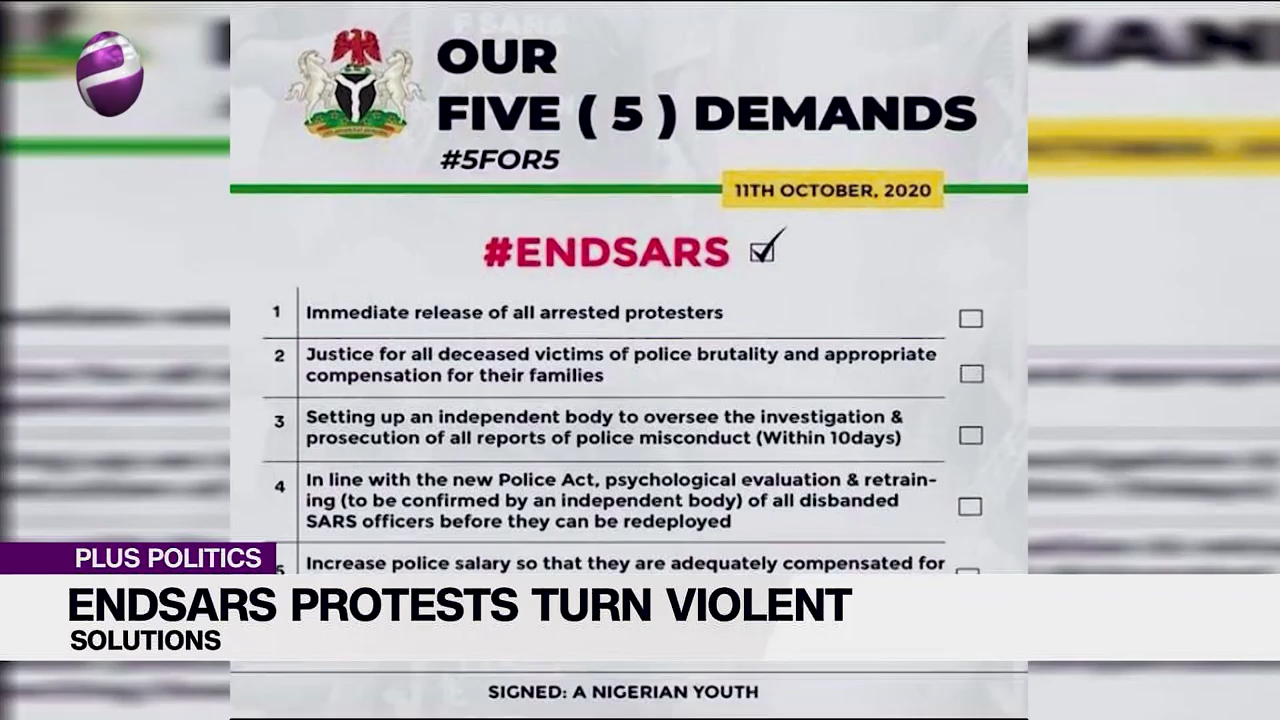 OUR
FIVE ( 5 ) DEMANDS
#5FOR5
11TH OCTOBER, 2020
#ENDSARS
1 Immediate release of all arrested protesters
2 Justice for all deceased victims of police brutality and appropriate
compensation for their families
3 Setting up an independent body to oversee the investigation &
prosecution of all reports of police misconduct (Within 10days)
4 In line with the new Police Act, psychological evaluation & retrain-
ing (to be confirmed by an independent body) of all disbanded
SARS officers before they can be redeployed
5 Increase police salary so that they are adequately compensated for
PLUS POLITICS
ENDSARS PROTESTS TURN VIOLENT
SOLUTIONS
SIGNED: A NIGERIAN YOUTH